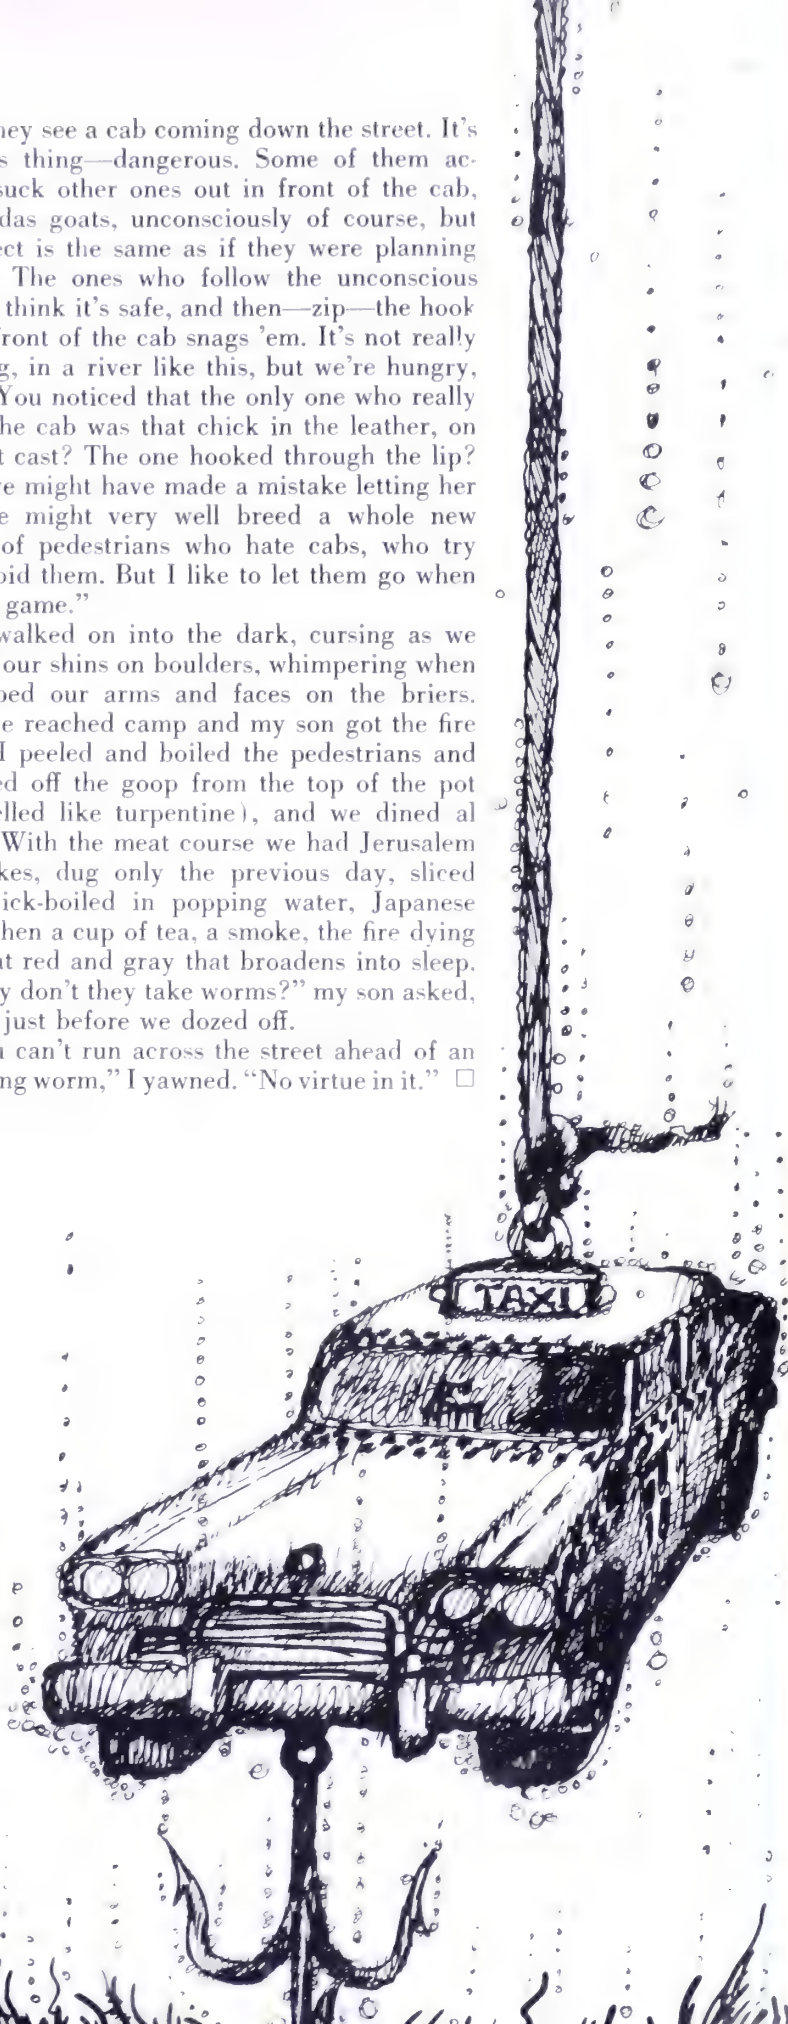 ey see a cab coming down the street. It's
s thing—dangerous. Some of them ac-
suck other ones out in front of the cab,
das goats, unconsciously of course, but
ect is the same as if they were planning
The ones who follow the unconscious
think it's safe, and then—zip—the hook
ront of the cab snags 'em. It's not really
g, in a river like this, but we're hungry,
You noticed that the only one who really
he cab was that chick in the leather, on
t cast? The one hooked through the lip?
e might have made a mistake letting her
e might very well breed a whole new
of pedestrians who hate cabs, who try
oid them. But I like to let them go when
game."
walked on into the dark, cursing as we
our shins on boulders, whimpering when
ped our arms and faces on the briers.
e reached camp and my son got the fire
I peeled and boiled the pedestrians and
ed off the goop from the top of the pot
elled like turpentine), and we dined al
With the meat course we had Jerusalem
kes, dug only the previous day, sliced
ick-boiled in popping water, Japanese
hen a cup of tea, a smoke, the fire dying
at red and gray that broadens into sleep.
y don't they take worms?" my son asked,
just before we dozed off.
u can't run across the street ahead of an
ng worm," I yawned. "No virtue in it." □
TAXI